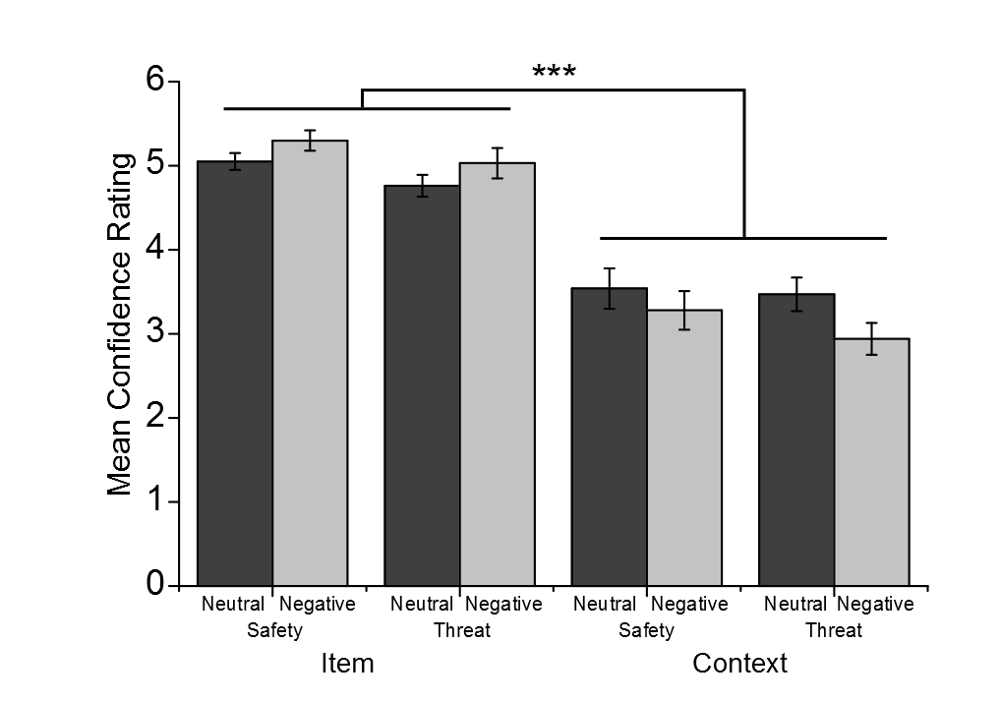 ***
6
5
4
3
2
1
0
Mean Confidence Rating
Neutral Negative Neutral Negative Neutral Negative Neutral Negative
Safety Threat Safety Threat
Item Context